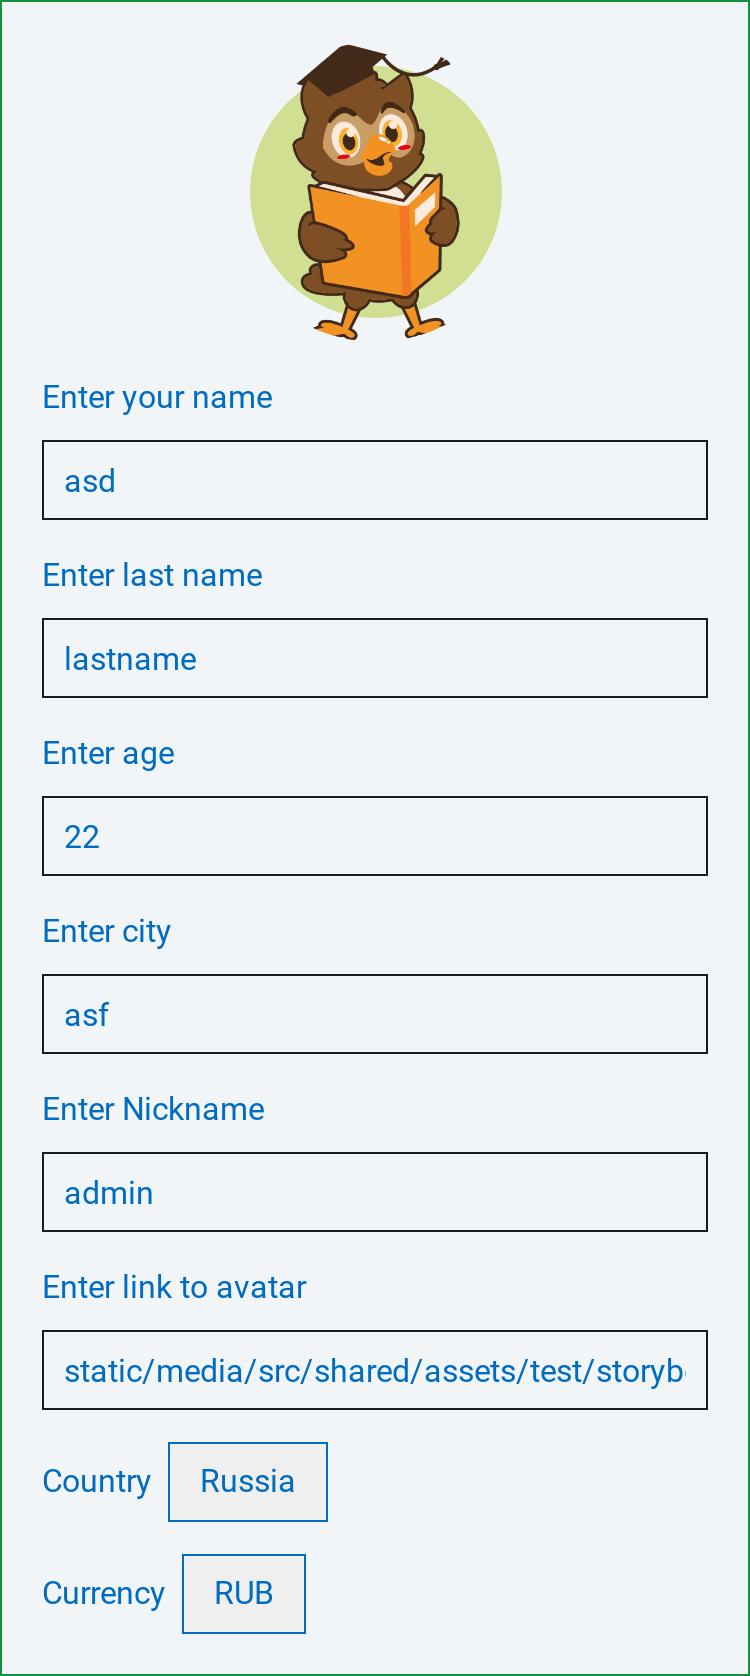 Enter your name
asd
Enter last name
lastname
Enter age
22
Enter city
asf
Enter Nickname
admin
Enter link to avatar
static/media/src/shared/assets/test/storyb
Country Russia
Currency RUB